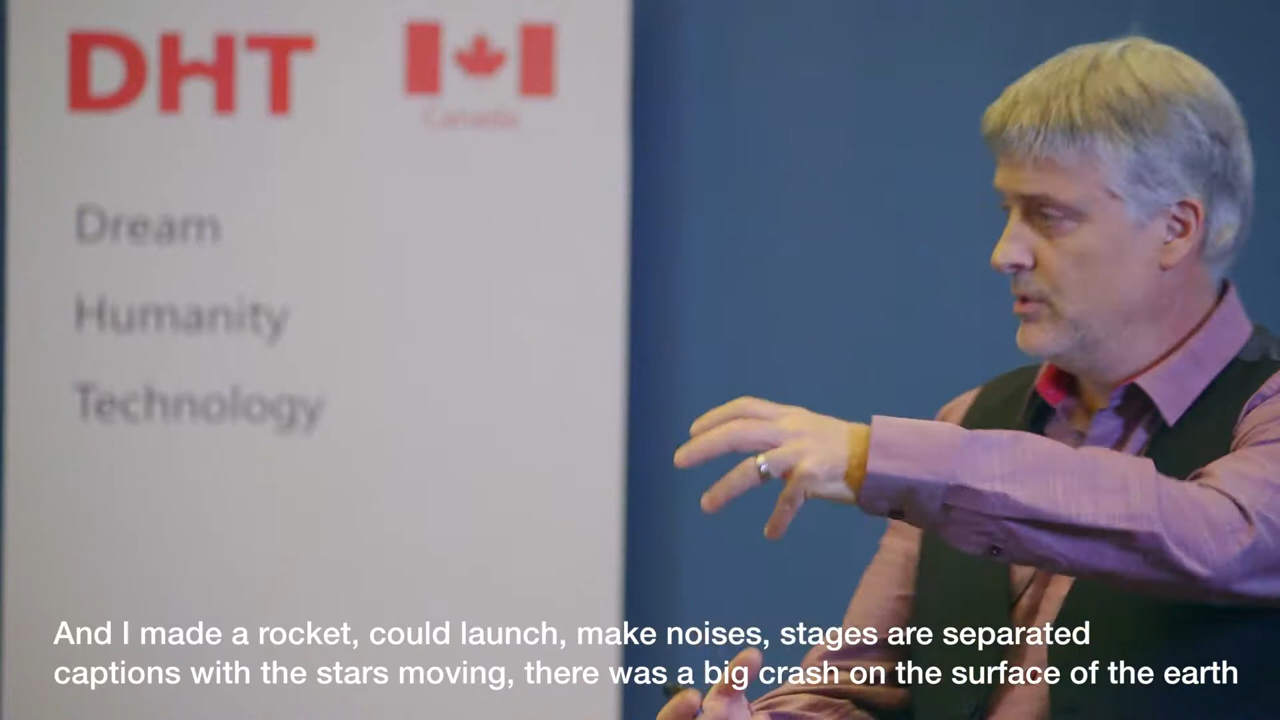 DHT
Canada
Dream
Humanity
Technology
And I made a rocket, could launch, make noises, stages are separated
captions with the stars moving, there was a big crash on the surface of the earth